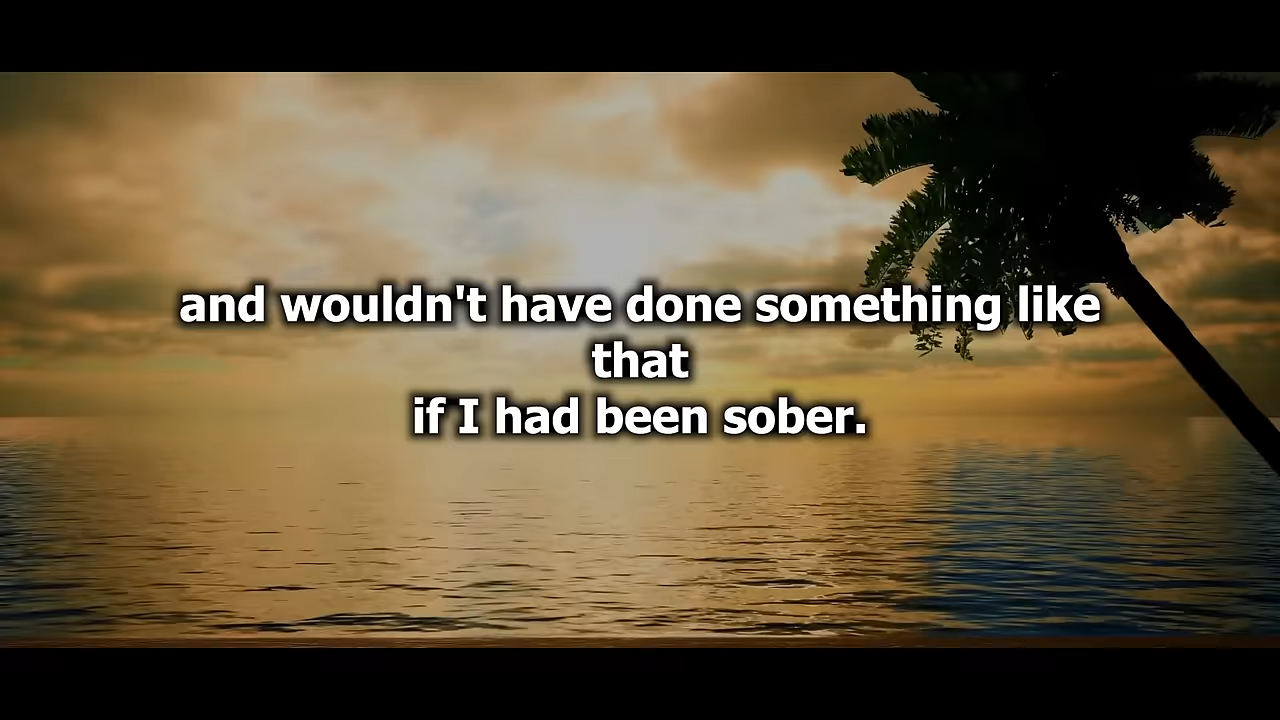 and wouldn't have done something like
that
if I had been sober.